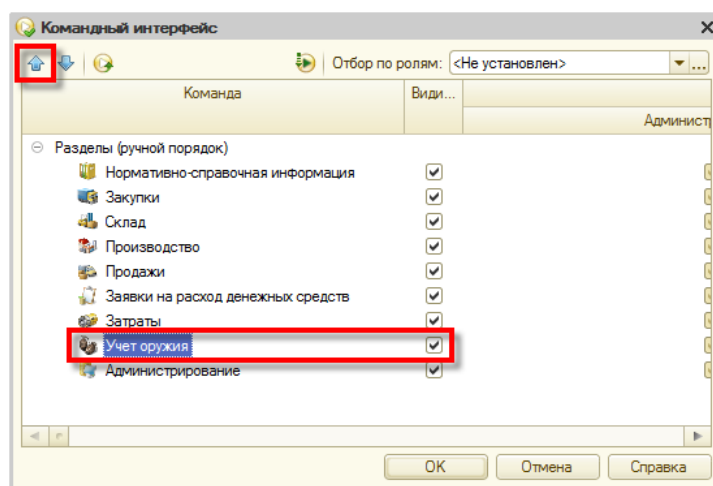 Командный интерфейс
Отбор по ролям: <Не установлен>
Команда Види...
Админист
Разделы (ручной порядок)
Нормативно-справочная информация
Закупки
Склад
Производство
Продажи
Заявки на расход денежных средств
Затраты
Учет оружия
Администрирование
ОК Отмена Справка